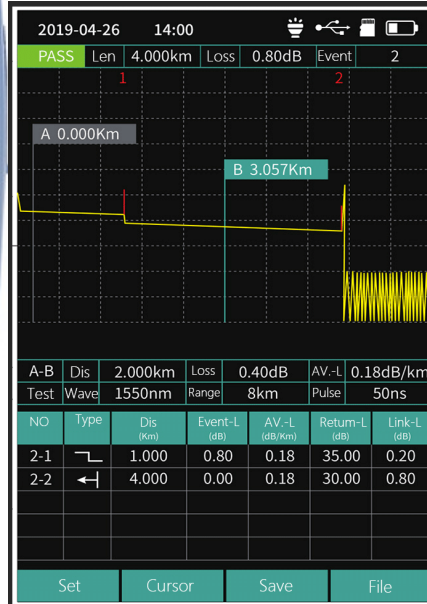 2019-04-26 14:00
PASS Len 4.000km Loss 0.80dB Event 2
1 2
A 0.000Km
B 3.057Km
A-B Dis 2.000km Loss 0.40dB AV.-L 0.18dB/km
Test Wave 1550nm Range 8km Pulse 50ns
NO Type Dis (Km) Event-L (dB) AV.-L (dB/Km) Retum-L (dB) Link-L (dB)
2-1 1.000 0.80 0.18 35.00 0.20
2-2 4.000 0.00 0.18 30.00 0.80
Set Cursor Save File